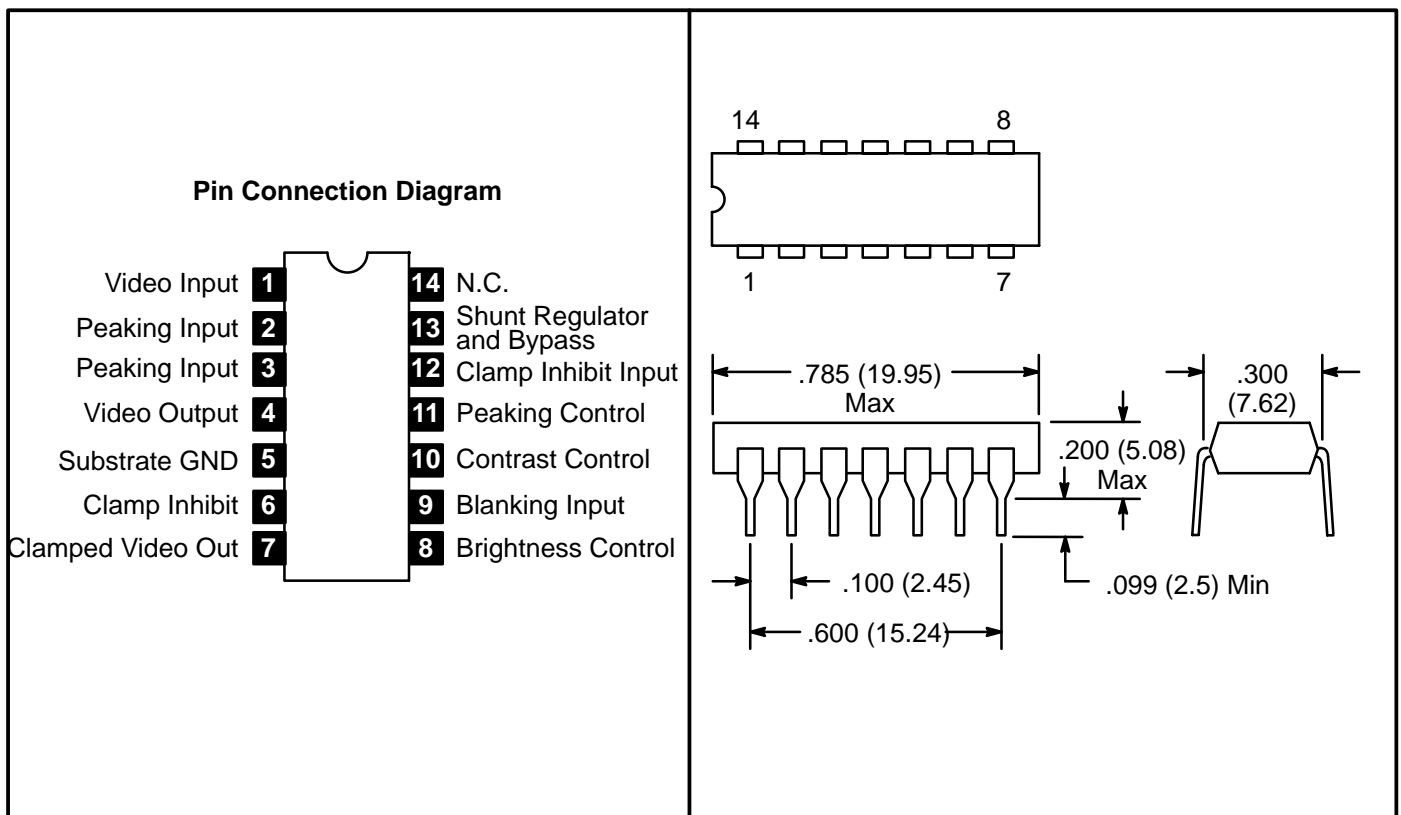 Pin Connection Diagram
Video Input 1
Peaking Input 2
Peaking Input 3
Video Output 4
Substrate GND 5
Clamp Inhibit 6
Clamped Video Out 7
14 N.C.
13 Shunt Regulator
and Bypass
12 Clamp Inhibit Input
11 Peaking Control
10 Contrast Control
9 Blanking Input
8 Brightness Control
14 8
1 7
.785 (19.95)
Max
.300
(7.62)
.200 (5.08)
Max
.100 (2.45)
.099 (2.5) Min
.600 (15.24)